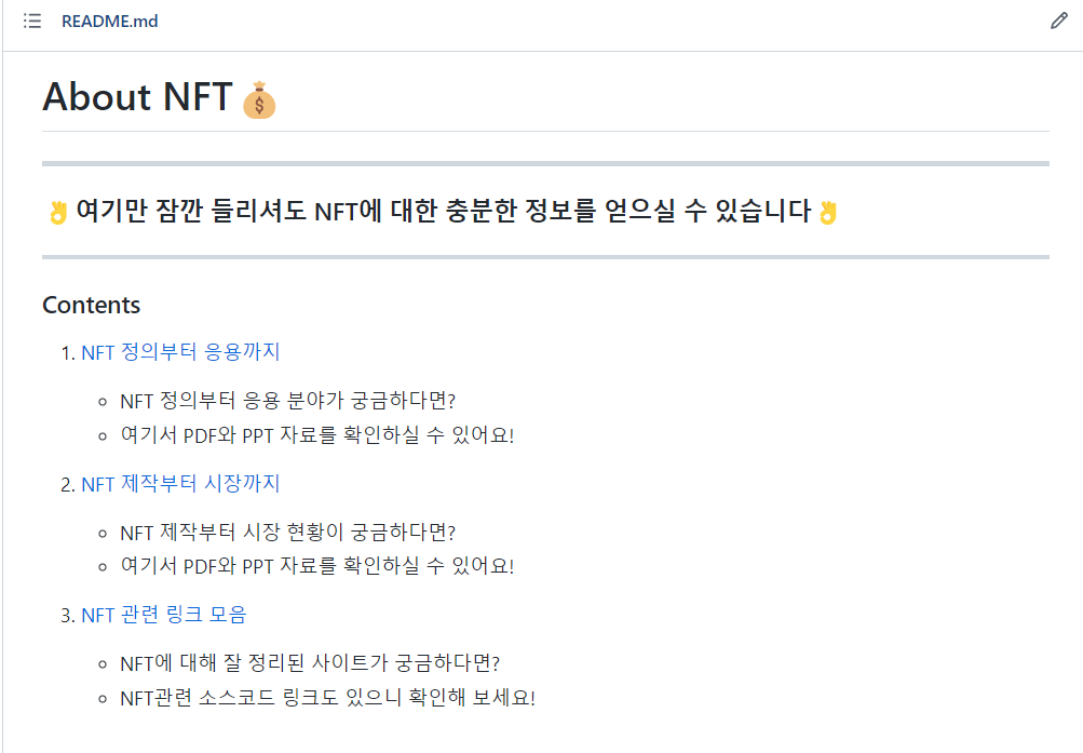 README.md
About NFT 💰
👌 여기만 잠깐 들리셔도 NFT에 대한 충분한 정보를 얻으실 수 있습니다 👌
Contents
1. NFT 정의부터 응용까지
NFT 정의부터 응용 분야가 궁금하다면?
여기서 PDF와 PPT 자료를 확인하실 수 있어요!
2. NFT 제작부터 시장까지
NFT 제작부터 시장 현황이 궁금하다면?
여기서 PDF와 PPT 자료를 확인하실 수 있어요!
3. NFT 관련 링크 모음
NFT에 대해 잘 정리된 사이트가 궁금하다면?
NFT관련 소스코드 링크도 있으니 확인해 보세요!